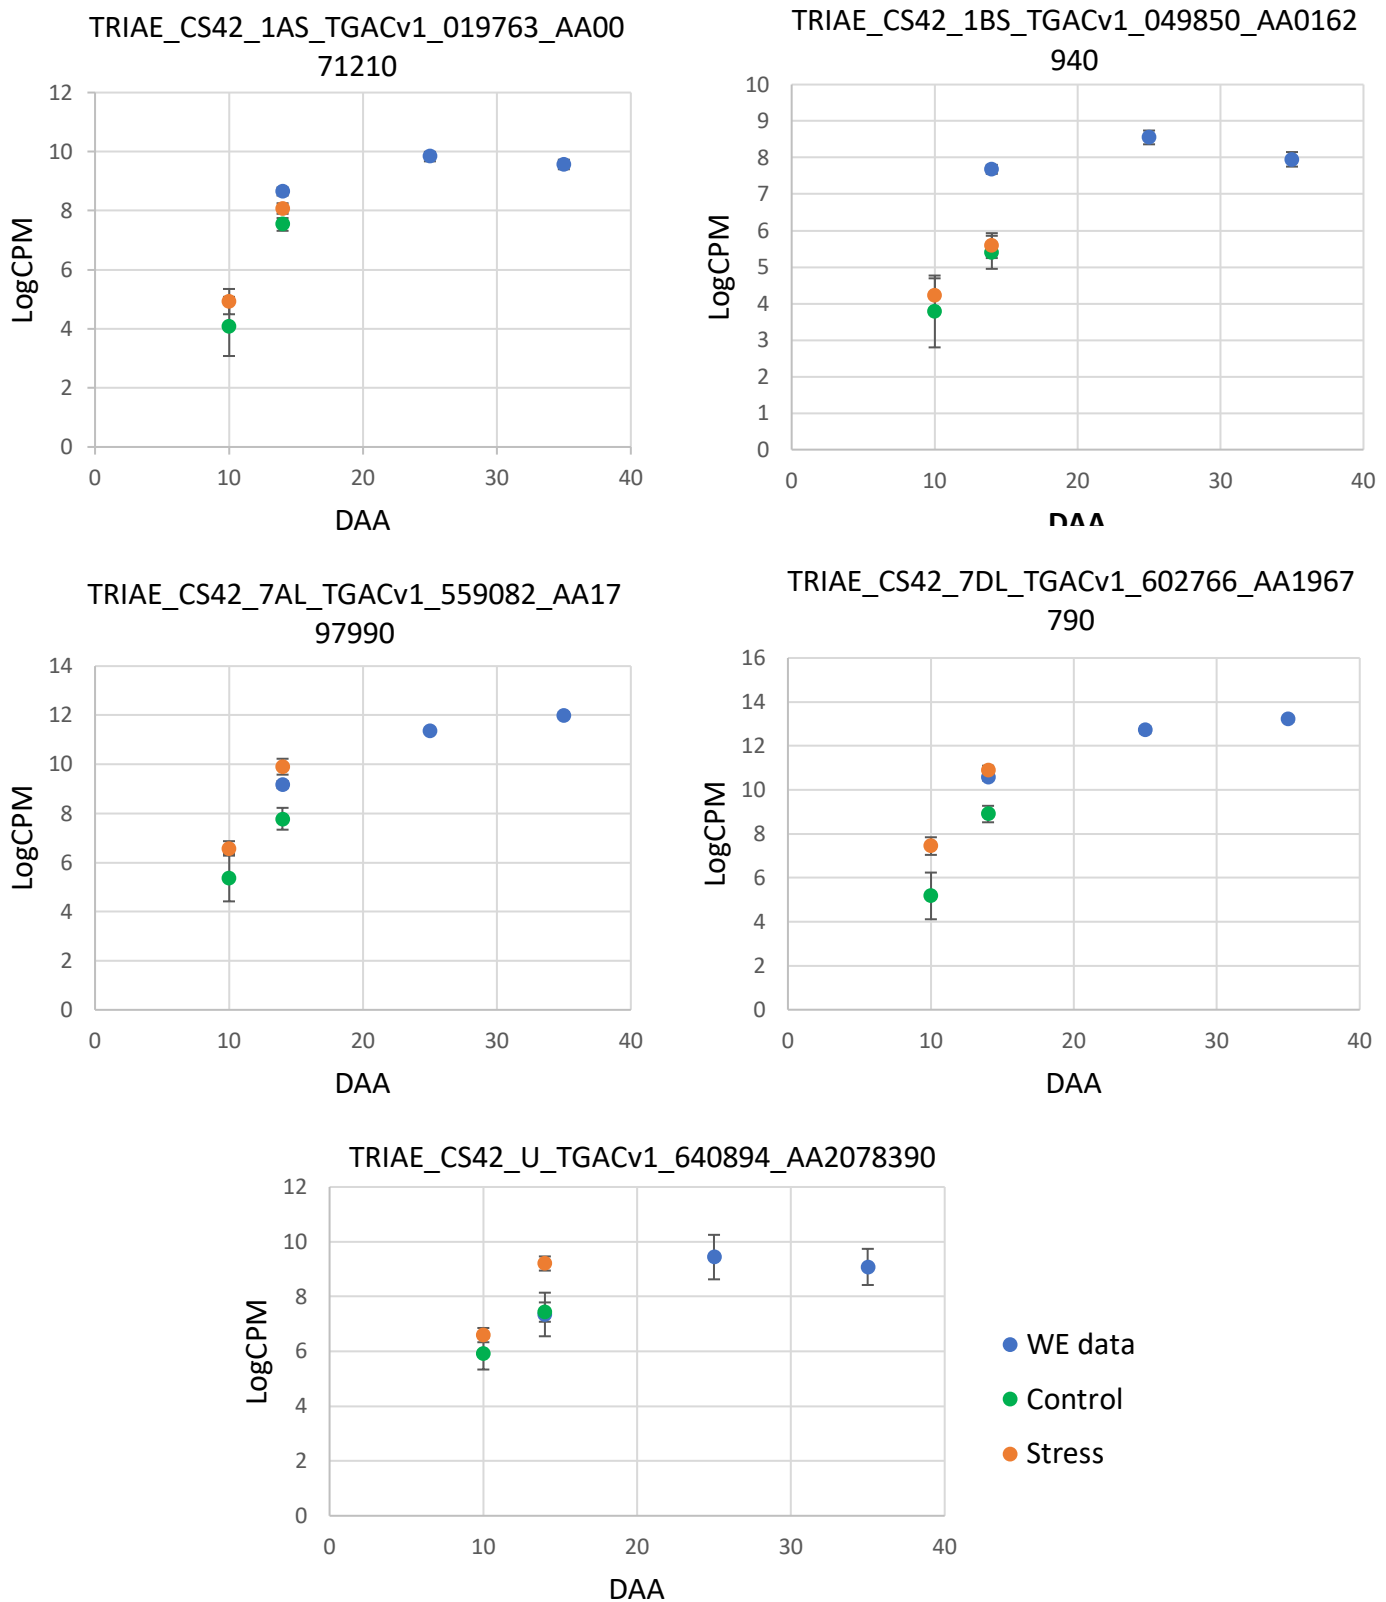 TRIAE_CS42_1AS_TGACv1_019763_AA00
71210
12
10
8
6
4
2
0
0 10 20 30 40
LogCPM
DAA
TRIAE_CS42_1BS_TGACv1_049850_AA0162
940
10
9
8
7
6
5
4
3
2
1
0
0 10 20 30 40
LogCPM
DAA
TRIAE_CS42_7AL_TGACv1_559082_AA17
97990
14
12
10
8
6
4
2
0
0 10 20 30 40
LogCPM
DAA
TRIAE_CS42_7DL_TGACv1_602766_AA1967
790
16
14
12
10
8
6
4
2
0
0 10 20 30 40
LogCPM
DAA
TRIAE_CS42_U_TGACv1_640894_AA2078390
12
10
8
6
4
2
0
0 10 20 30 40
LogCPM
DAA
WE data
Control
Stress